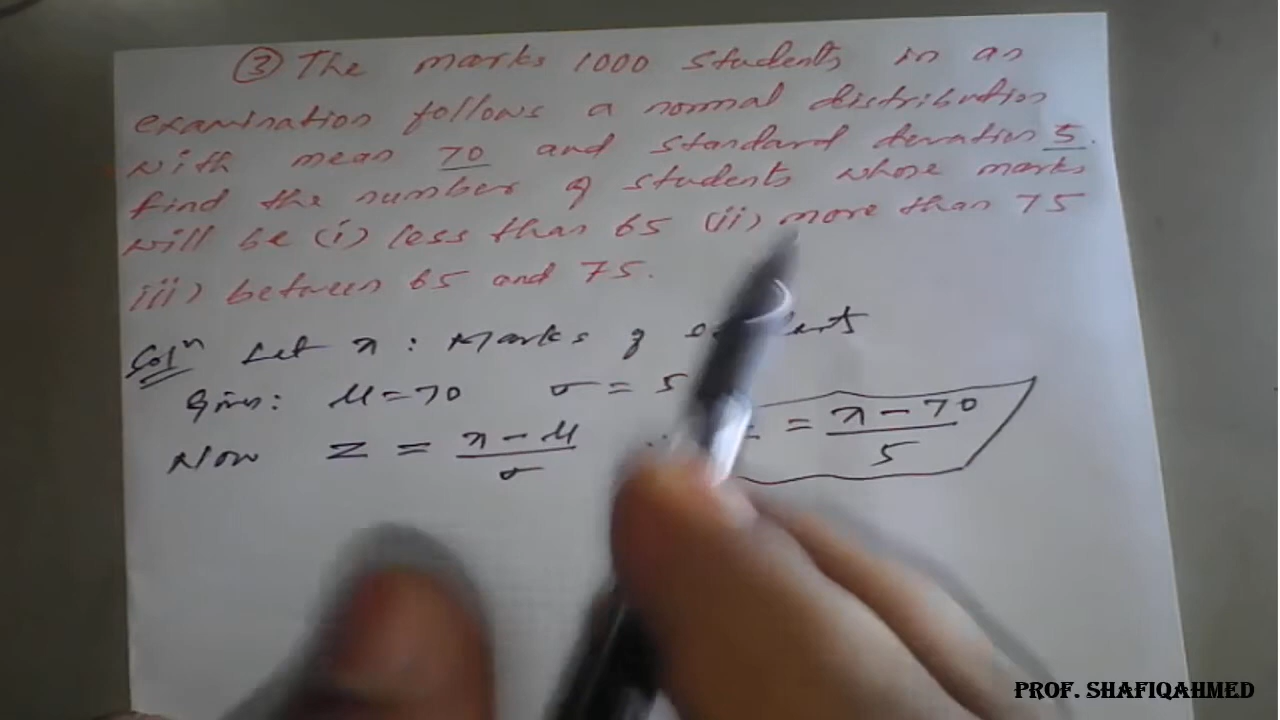 ③ The marks 1000 students in an
examination follows a normal distribution
with mean 70 and standard deviation 5.
find the number of students whose marks
will be (i) less than 65 (ii) more than 75
iii) between 65 and 75.
Solⁿ Let x : Marks of
Given: μ = 70 σ = 5
Now z = x - μ / σ = x - 70 / 5
PROF. SHAFIQAHMED